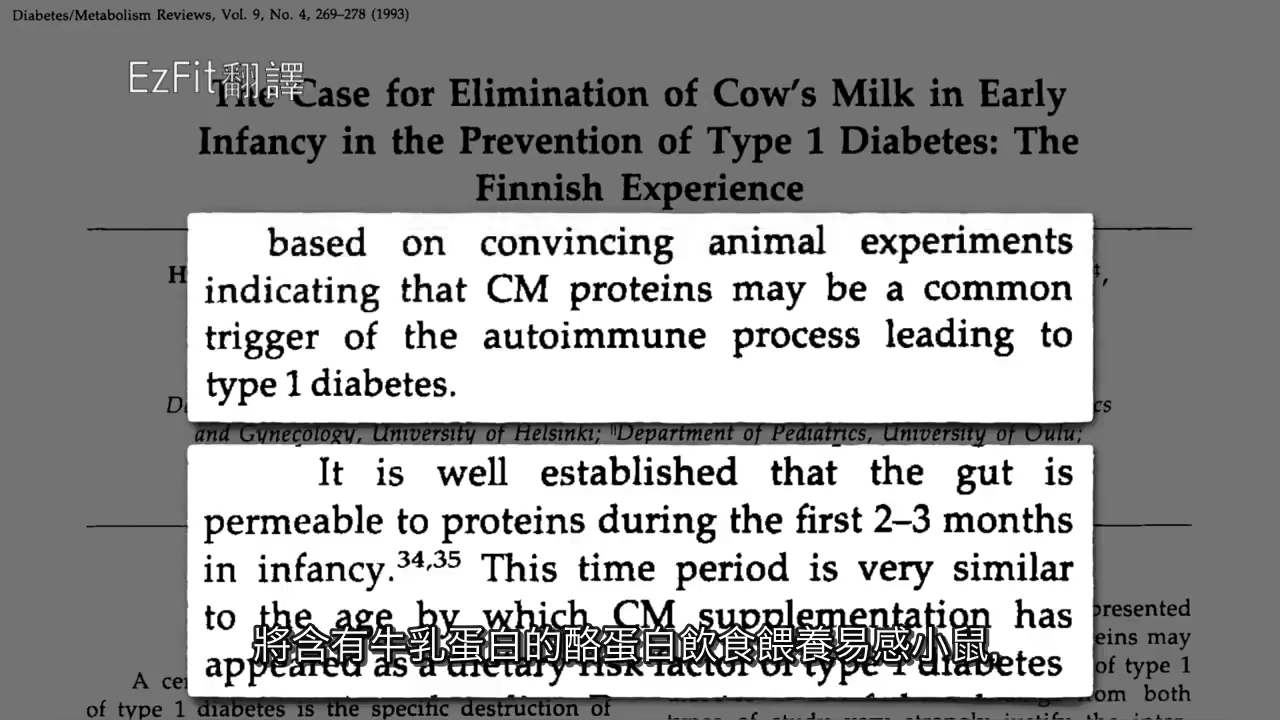 Diabetes/Metabolism Reviews, Vol. 9, No. 4, 269–278 (1993)
EzFit翻譯
The Case for Elimination of Cow's Milk in Early
Infancy in the Prevention of Type 1 Diabetes: The
Finnish Experience
based on convincing animal experiments
indicating that CM proteins may be a common
trigger of the autoimmune process leading to
type 1 diabetes.
and Gynecology, University of Helsinki; ‖Department of Pediatrics, University of Oulu;
It is well established that the gut is
permeable to proteins during the first 2–3 months
in infancy.34,35 This time period is very similar
to the age by which CM supplementation has
appeared as a dietary risk factor of type 1 diabetes
將含有牛乳蛋白的酪蛋白飲食餵養易感小鼠。
presented
may
of type 1
both
of type 1 diabetes is the specific destruction of